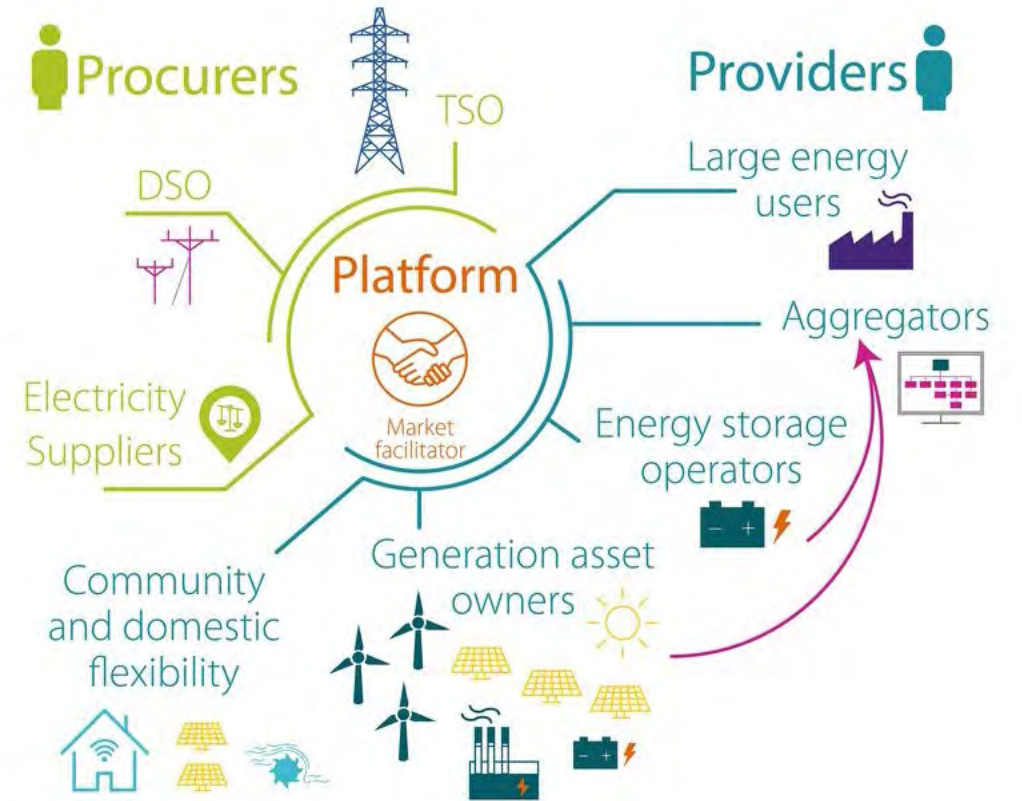 Procurers
Providers
TSO
DSO
Large energy
users
Platform
Market
facilitator
Aggregators
Electricity
Suppliers
Energy storage
operators
Community
and domestic
flexibility
Generation asset
owners